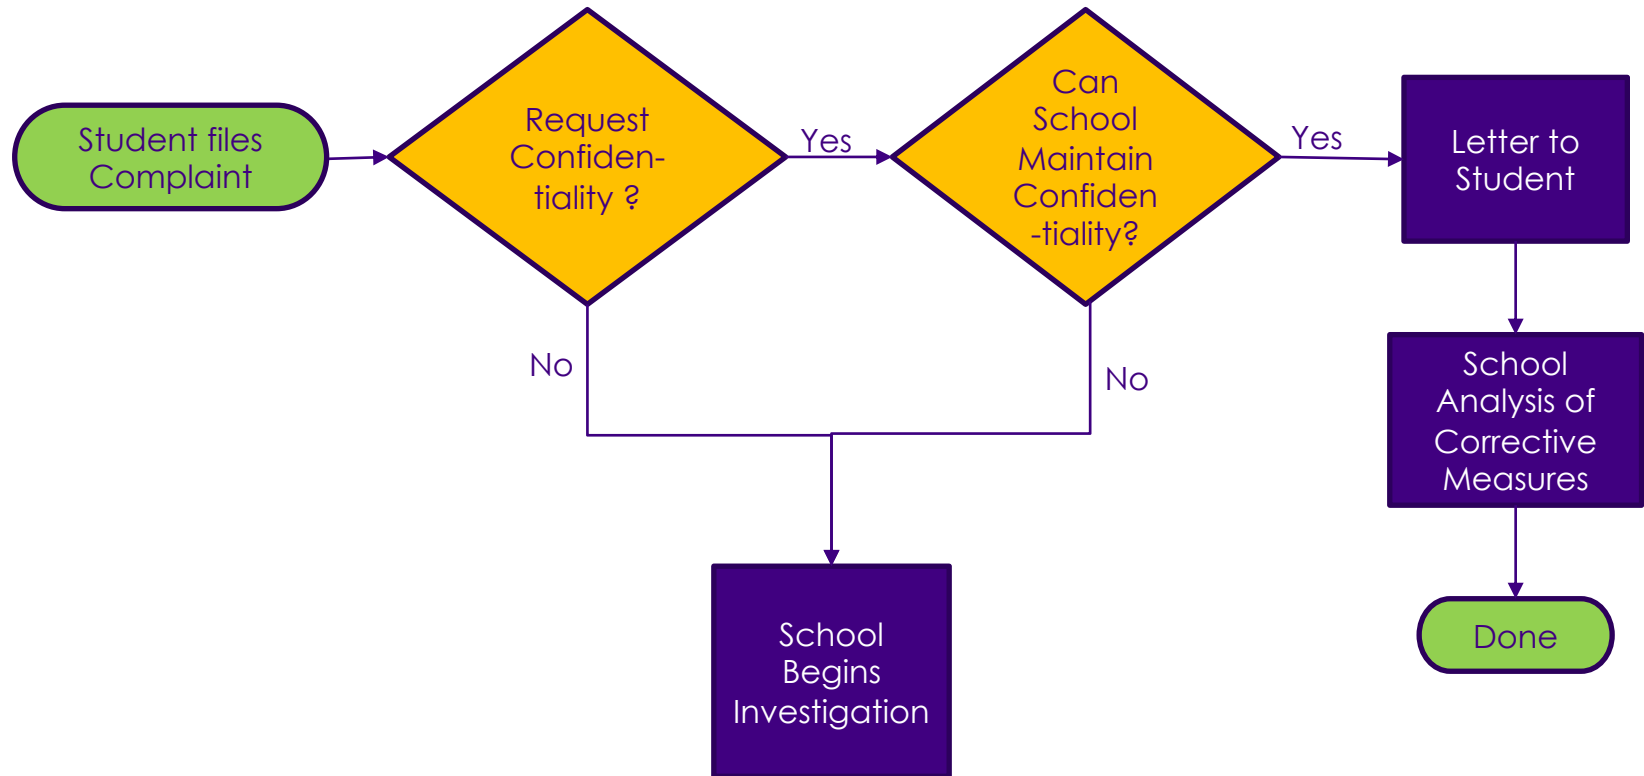 Student files
Complaint
Request
Confiden-
tiality ?
Yes
Can
School
Maintain
Confiden
-tiality?
Yes
Letter to
Student
No
No
School
Analysis of
Corrective
Measures
School
Begins
Investigation
Done